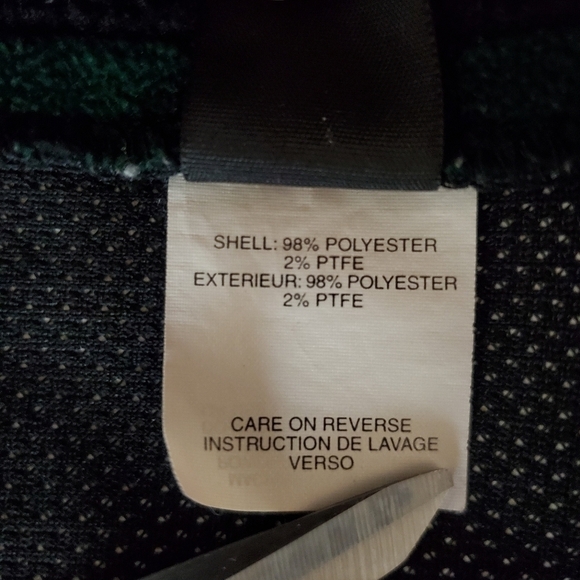 SHELL: 98% POLYESTER
2% PTFE
EXTERIEUR: 98% POLYESTER
2% PTFE
CARE ON REVERSE
INSTRUCTION DE LAVAGE
VERSO